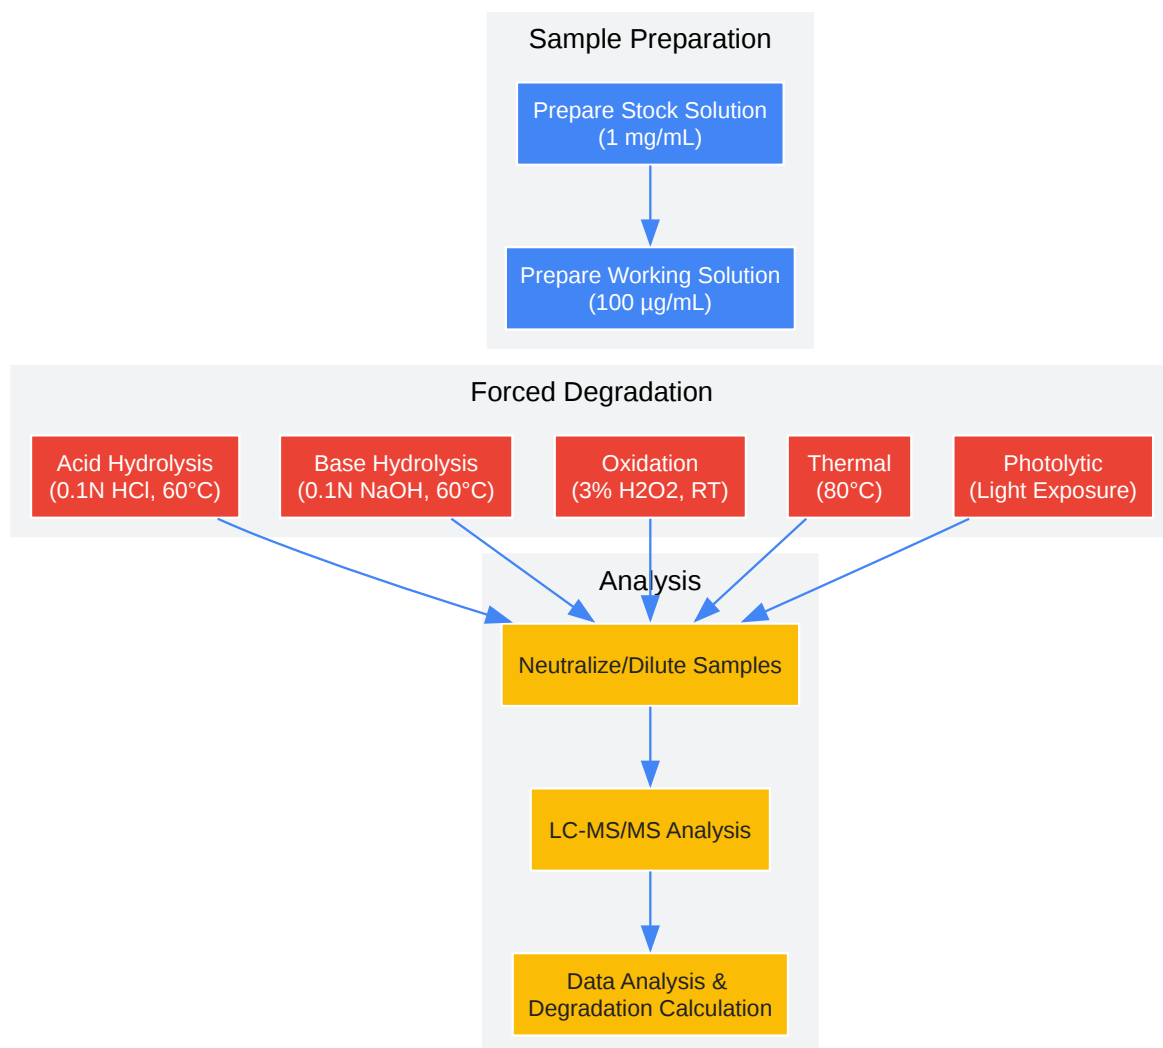 Sample Preparation
Prepare Stock Solution
(1 mg/mL)
Prepare Working Solution
(100 µg/mL)
Forced Degradation
Acid Hydrolysis
(0.1N HCl, 60°C)
Base Hydrolysis
(0.1N NaOH, 60°C)
Oxidation
(3% H2O2, RT)
Thermal
(80°C)
Photolytic
(Light Exposure)
Analysis
Neutralize/Dilute Samples
LC-MS/MS Analysis
Data Analysis &
Degradation Calculation